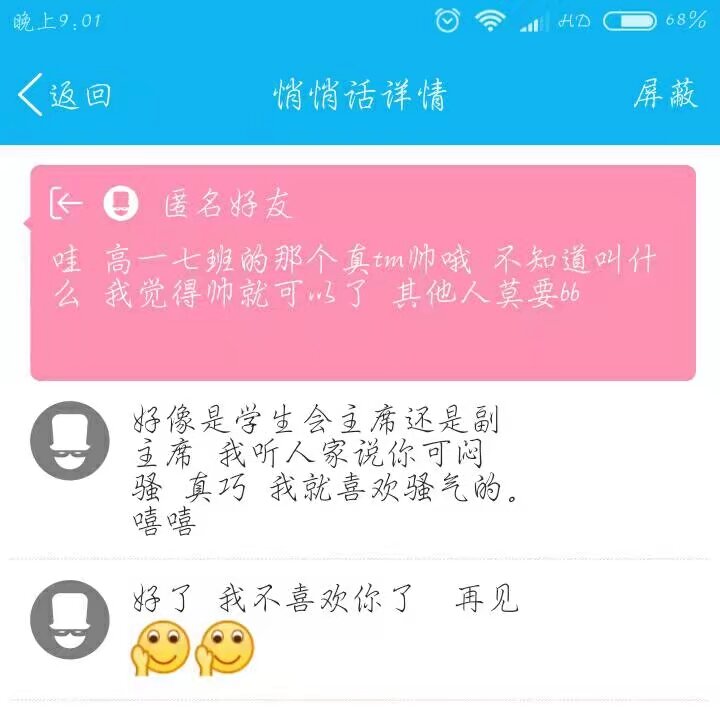 晚上9:01 HD 68%
返回 悄悄话详情 屏蔽
匿名好友
哇 高一七班的那个真tm帅哦 不知道叫什
么 我觉得帅就可以了 其他人莫要bb
好像是学生会主席还是副
主席 我听人家说你可闷
骚 真巧 我就喜欢骚气的。
嘻嘻
好了 我不喜欢你了 再见